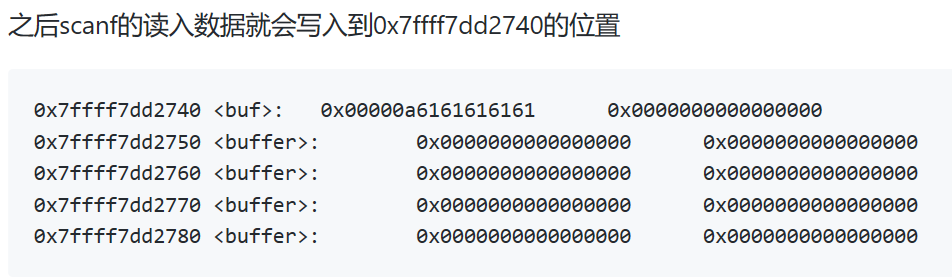 之后scanf的读入数据就会写入到0x7ffff7dd2740的位置
0x7ffff7dd2740 <buf>: 0x00000a6161616161 0x0000000000000000
0x7ffff7dd2750 <buffer>: 0x0000000000000000 0x0000000000000000
0x7ffff7dd2760 <buffer>: 0x0000000000000000 0x0000000000000000
0x7ffff7dd2770 <buffer>: 0x0000000000000000 0x0000000000000000
0x7ffff7dd2780 <buffer>: 0x0000000000000000 0x0000000000000000